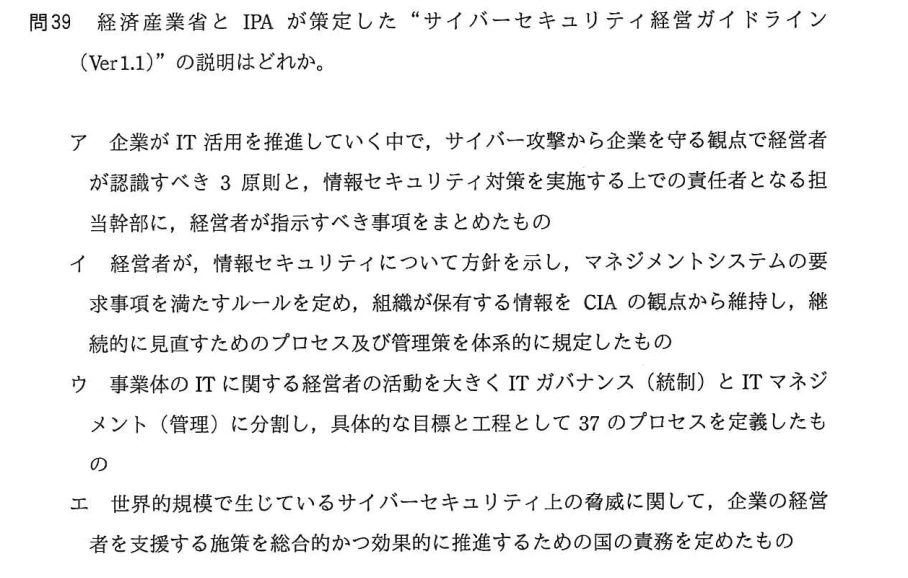 問39 経済産業省と IPA が策定した“サイバーセキュリティ経営ガイドライン
（Ver1.1）”の説明はどれか。
ア 企業が IT 活用を推進していく中で，サイバー攻撃から企業を守る観点で経営者
が認識すべき 3 原則と，情報セキュリティ対策を実施する上での責任者となる担
当幹部に，経営者が指示すべき事項をまとめたもの
イ 経営者が，情報セキュリティについて方針を示し，マネジメントシステムの要
求事項を満たすルールを定め，組織が保有する情報を CIA の観点から維持し，継
続的に見直すためのプロセス及び管理策を体系的に規定したもの
ウ 事業体の IT に関する経営者の活動を大きく IT ガバナンス（統制）と IT マネジ
メント（管理）に分割し，具体的な目標と工程として 37 のプロセスを定義したも
の
エ 世界的規模で生じているサイバーセキュリティ上の脅威に関して，企業の経営
者を支援する施策を総合的かつ効果的に推進するための国の責務を定めたもの